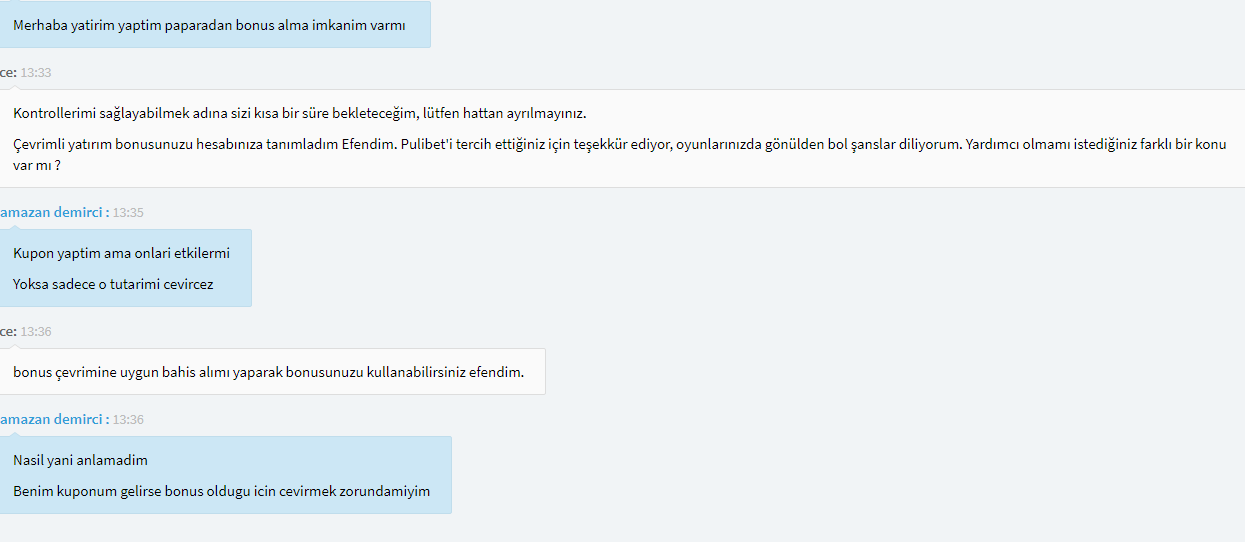 Merhaba yatirim yaptim paparadan bonus alma imkanim varmı
ce: 13:33
Kontrollerimi sağlayabilmek adına sizi kısa bir süre bekleteceğim, lütfen hattan ayrılmayınız.
Çevrimli yatırım bonusunuzu hesabınıza tanımladım Efendim. Pulibet'i tercih ettiğiniz için teşekkür ediyor, oyunlarınızda gönülden bol şanslar diliyorum. Yardımcı olmamı istediğiniz farklı bir konu
var mı ?
amazan demirci : 13:35
Kupon yaptim ama onlari etkilermi
Yoksa sadece o tutarimi cevircez
ce: 13:36
bonus çevrimine uygun bahis alımı yaparak bonusunuzu kullanabilirsiniz efendim.
amazan demirci : 13:36
Nasil yani anlamadim
Benim kuponum gelirse bonus oldugu icin cevirmek zorundamiyim